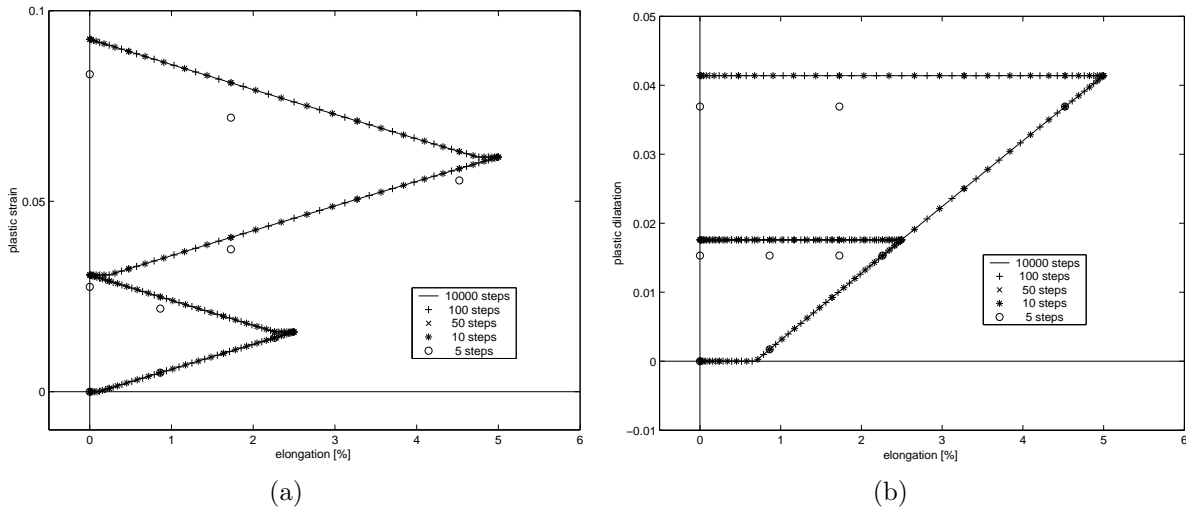 0.1
0.05
0
plastic strain
0
1
2
3
4
5
6
elongation [%]
10000 steps
100 steps
50 steps
10 steps
5 steps
(a)
0.05
0.04
0.03
0.02
0.01
0
−0.01
plastic dilatation
0
1
2
3
4
5
6
elongation [%]
10000 steps
100 steps
50 steps
10 steps
5 steps
(b)